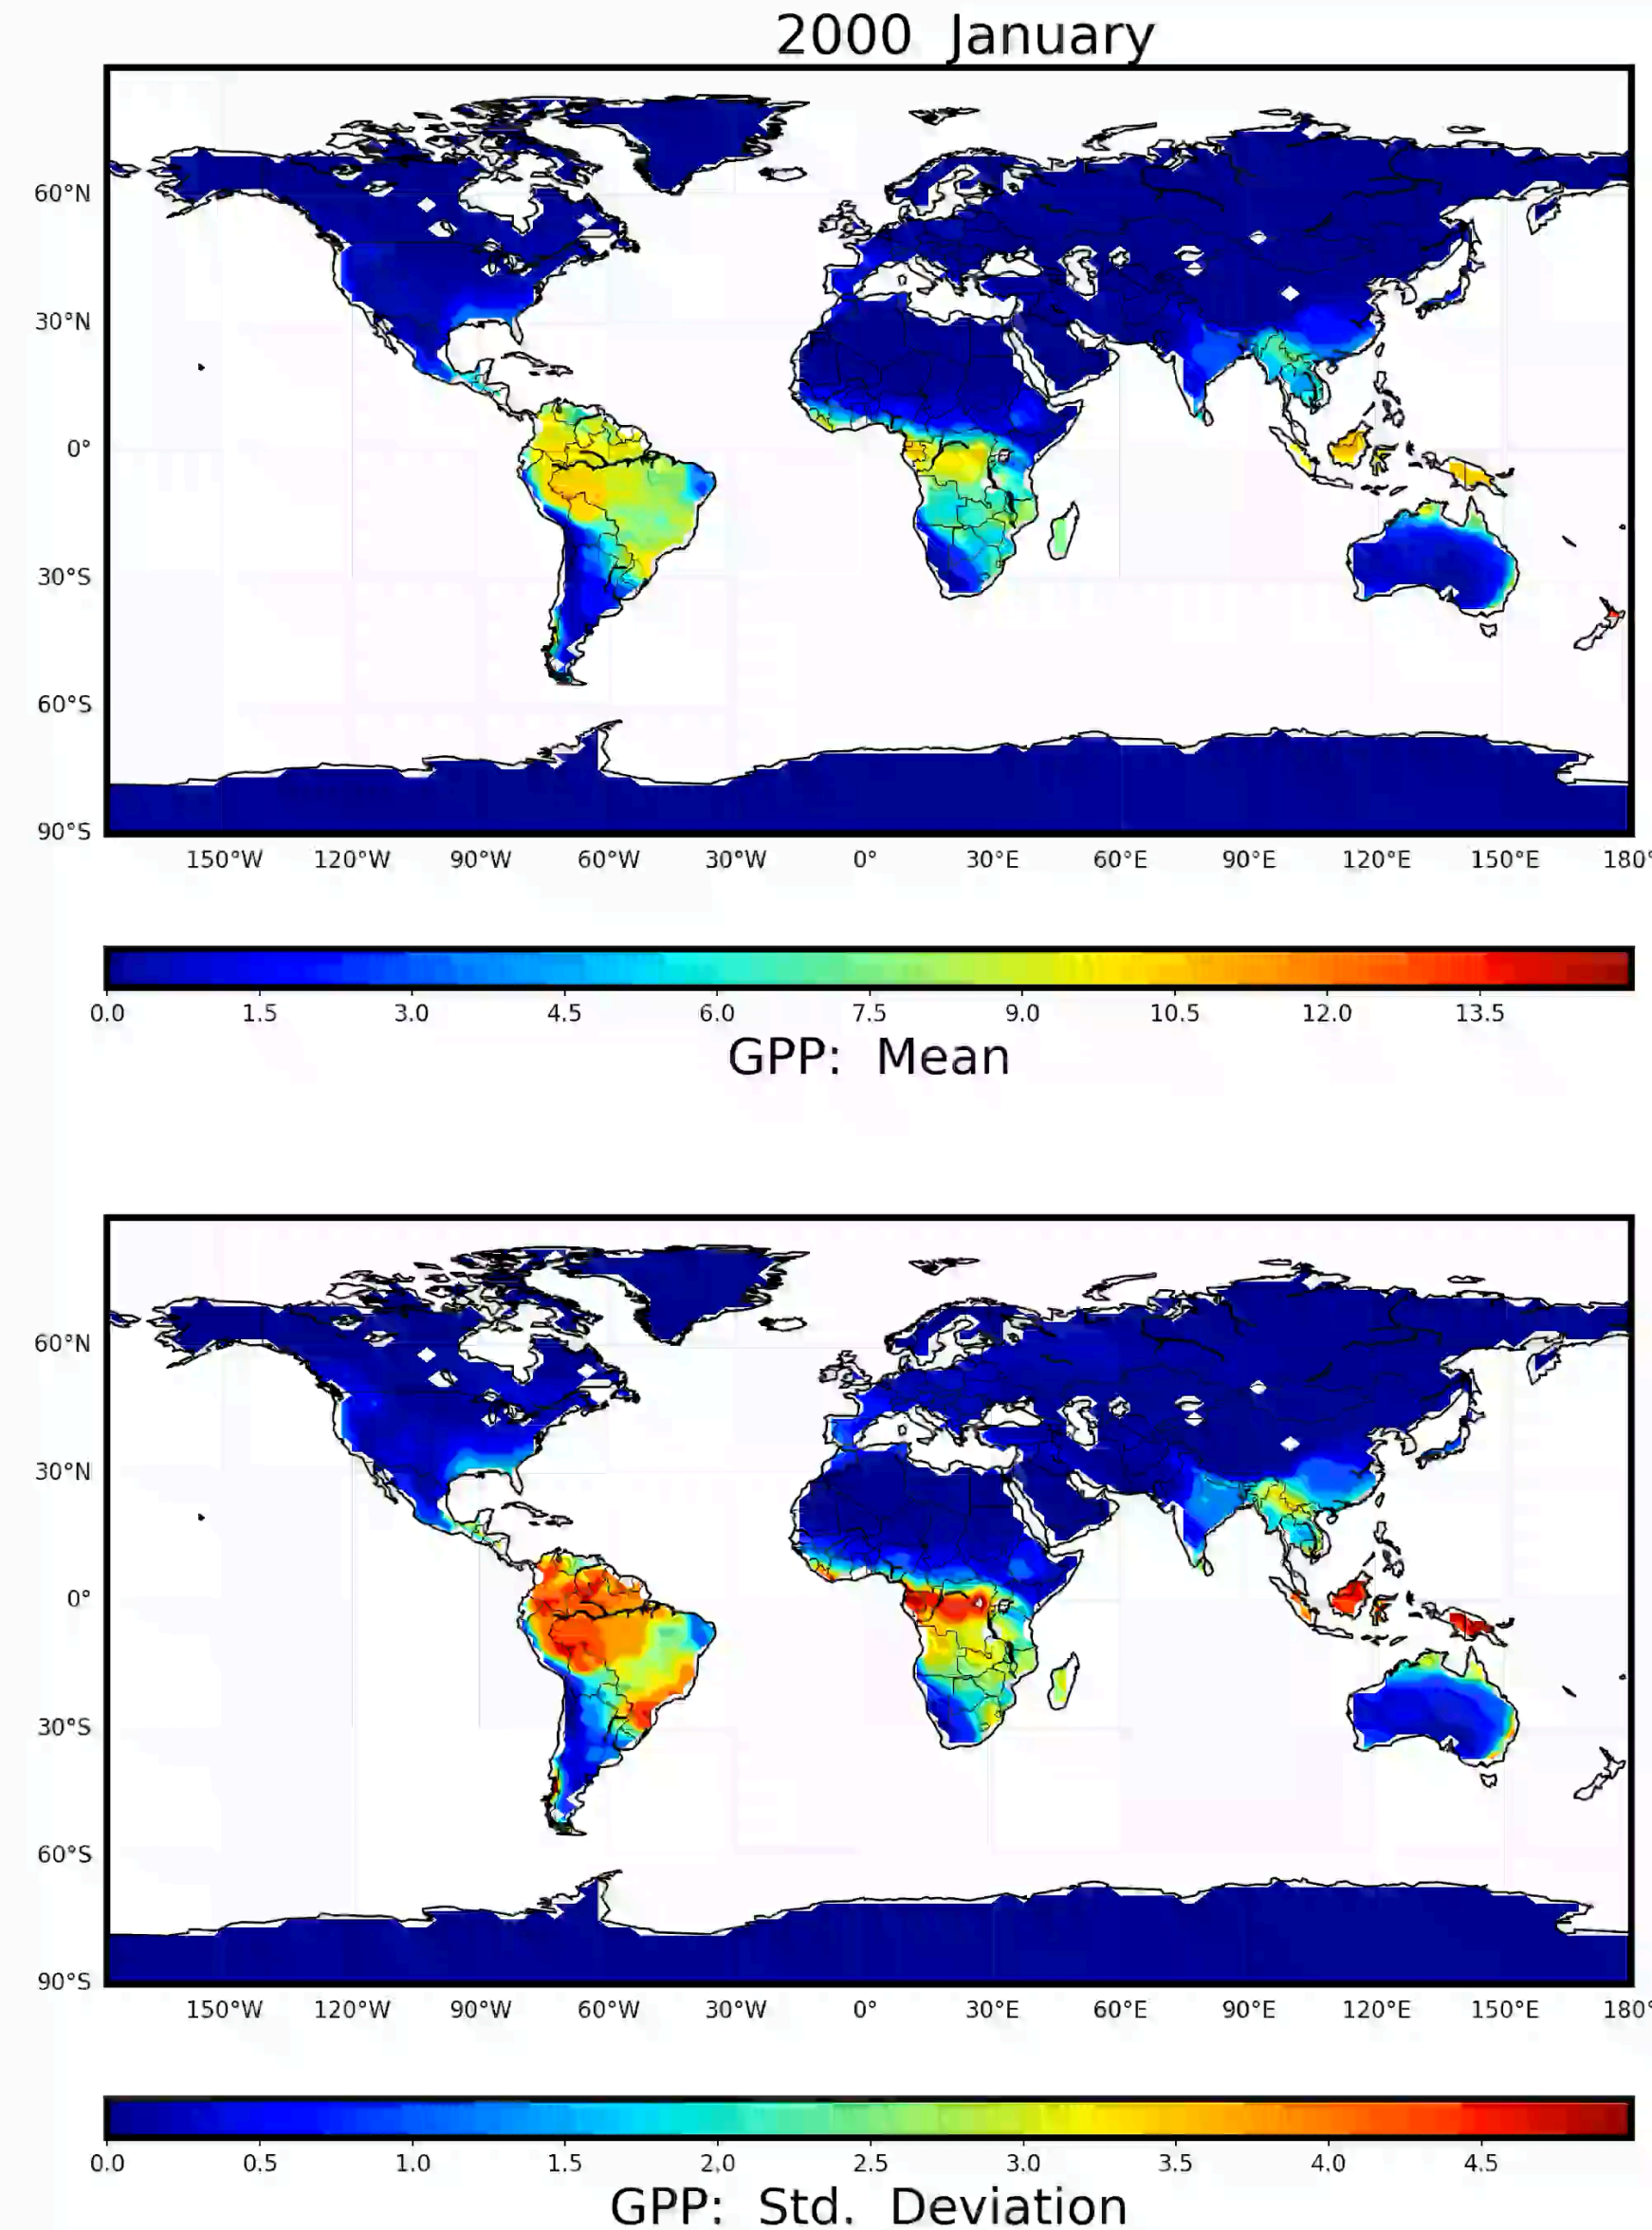 2000 January
60°N
30°N
0°
30°S
60°S
90°S
150°W 120°W 90°W 60°W 30°W 0° 30°E 60°E 90°E 120°E 150°E 180°
0.0 1.5 3.0 4.5 6.0 7.5 9.0 10.5 12.0 13.5
GPP: Mean
60°N
30°N
0°
30°S
60°S
90°S
150°W 120°W 90°W 60°W 30°W 0° 30°E 60°E 90°E 120°E 150°E 180°
0.0 0.5 1.0 1.5 2.0 2.5 3.0 3.5 4.0 4.5
GPP: Std. Deviation